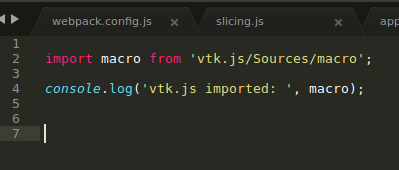 webpack.config.js × slicing.js × app
1
2 import macro from 'vtk.js/Sources/macro';
3
4 console.log('vtk.js imported: ', macro);
5
6
7